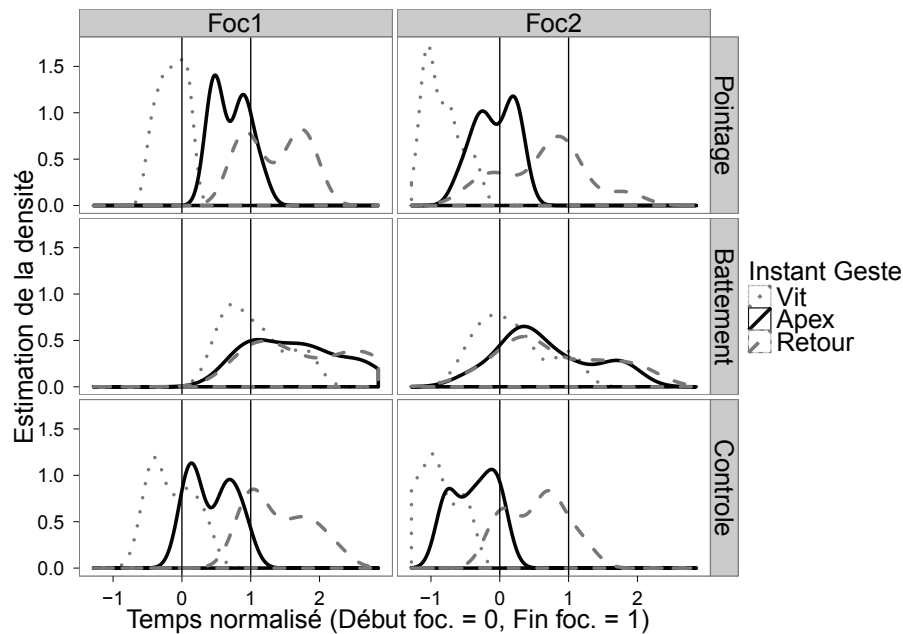 Foc1
Foc2
Estimation de la densité
1.5
1.0
0.5
0.0
Pointage
1.5
1.0
0.5
0.0
Battement
1.5
1.0
0.5
0.0
Controle
−1 0 1 2
−1 0 1 2
Temps normalisé (Début foc. = 0, Fin foc. = 1)
Instant Geste
Vit
Apex
Retour